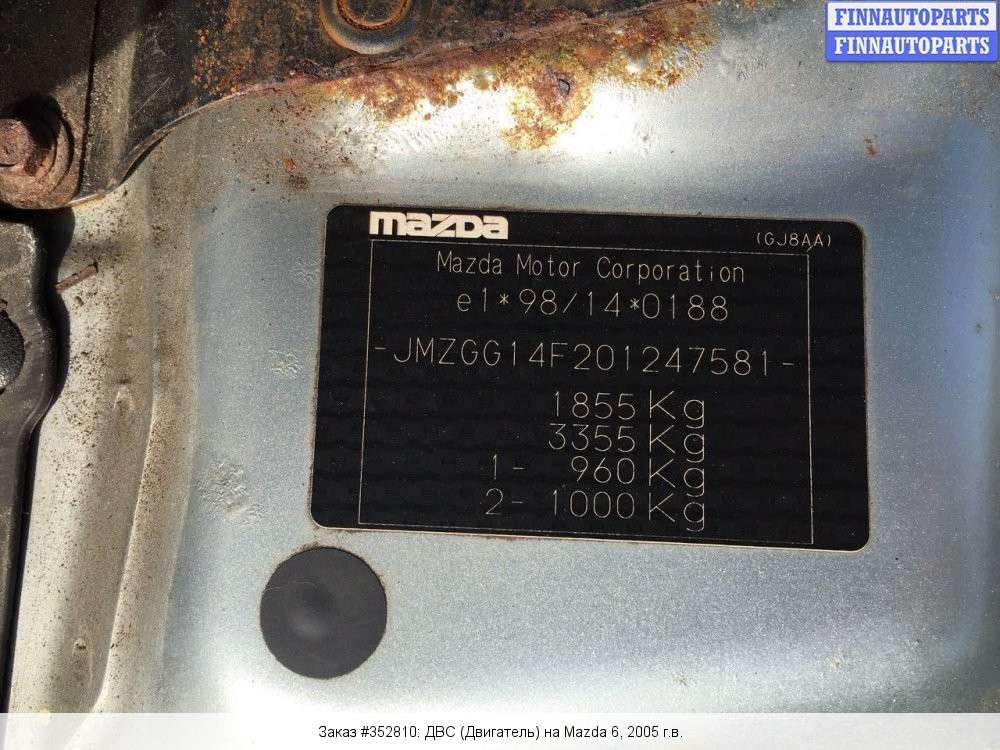 FINNAUTOPARTS
FINNAUTOPARTS
mazda
(GJ8AA)
Mazda Motor Corporation
e1*98/14*0188
-JMZGG14F201247581-
1855 Kg
3355 Kg
1- 960 Kg
2- 1000 Kg
Заказ #352810: ДВС (Двигатель) на Mazda 6, 2005 г.в.